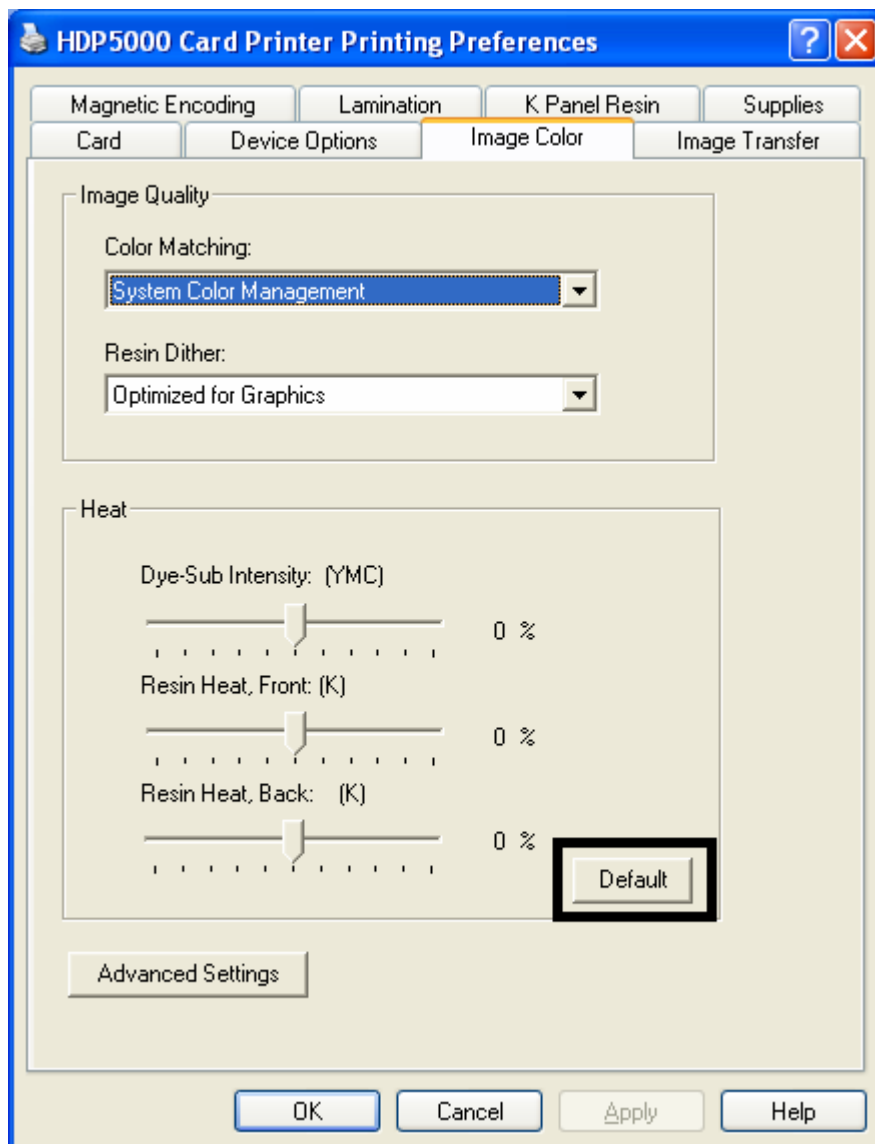 HDP5000 Card Printer Printing Preferences
Magnetic Encoding Lamination K Panel Resin Supplies
Card Device Options Image Color Image Transfer
Image Quality
Color Matching:
System Color Management
Resin Dither:
Optimized for Graphics
Heat
Dye-Sub Intensity: (YMC)
0 %
Resin Heat, Front: (K)
0 %
Resin Heat, Back: (K)
0 %
Default
Advanced Settings
OK Cancel Apply Help